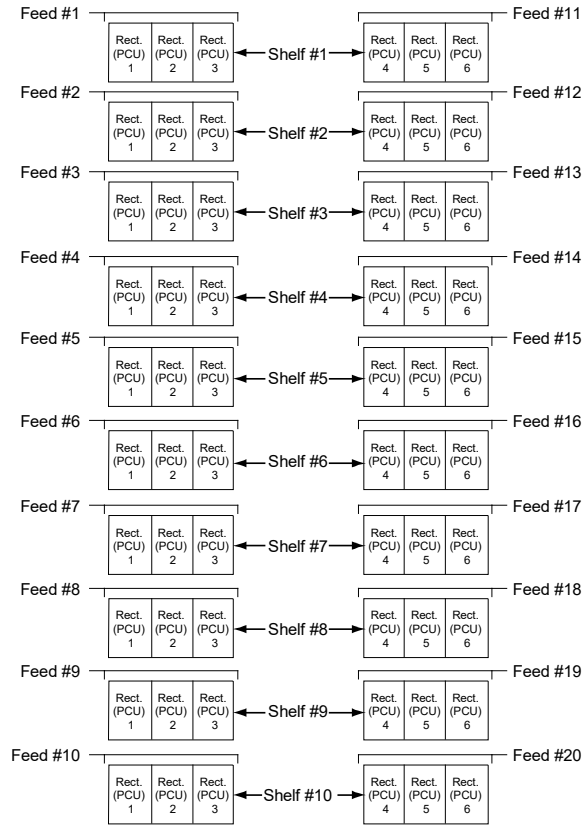 Feed #1 Feed #11
Rect. Rect. Rect. Rect. Rect. Rect.
(PCU) (PCU) (PCU) Shelf #1 (PCU) (PCU) (PCU)
1 2 3 4 5 6
Feed #2 Feed #12
Rect. Rect. Rect. Rect. Rect. Rect.
(PCU) (PCU) (PCU) Shelf #2 (PCU) (PCU) (PCU)
1 2 3 4 5 6
Feed #3 Feed #13
Rect. Rect. Rect. Rect. Rect. Rect.
(PCU) (PCU) (PCU) Shelf #3 (PCU) (PCU) (PCU)
1 2 3 4 5 6
Feed #4 Feed #14
Rect. Rect. Rect. Rect. Rect. Rect.
(PCU) (PCU) (PCU) Shelf #4 (PCU) (PCU) (PCU)
1 2 3 4 5 6
Feed #5 Feed #15
Rect. Rect. Rect. Rect. Rect. Rect.
(PCU) (PCU) (PCU) Shelf #5 (PCU) (PCU) (PCU)
1 2 3 4 5 6
Feed #6 Feed #16
Rect. Rect. Rect. Rect. Rect. Rect.
(PCU) (PCU) (PCU) Shelf #6 (PCU) (PCU) (PCU)
1 2 3 4 5 6
Feed #7 Feed #17
Rect. Rect. Rect. Rect. Rect. Rect.
(PCU) (PCU) (PCU) Shelf #7 (PCU) (PCU) (PCU)
1 2 3 4 5 6
Feed #8 Feed #18
Rect. Rect. Rect. Rect. Rect. Rect.
(PCU) (PCU) (PCU) Shelf #8 (PCU) (PCU) (PCU)
1 2 3 4 5 6
Feed #9 Feed #19
Rect. Rect. Rect. Rect. Rect. Rect.
(PCU) (PCU) (PCU) Shelf #9 (PCU) (PCU) (PCU)
1 2 3 4 5 6
Feed #10 Feed #20
Rect. Rect. Rect. Rect. Rect. Rect.
(PCU) (PCU) (PCU) Shelf #10 (PCU) (PCU) (PCU)
1 2 3 4 5 6